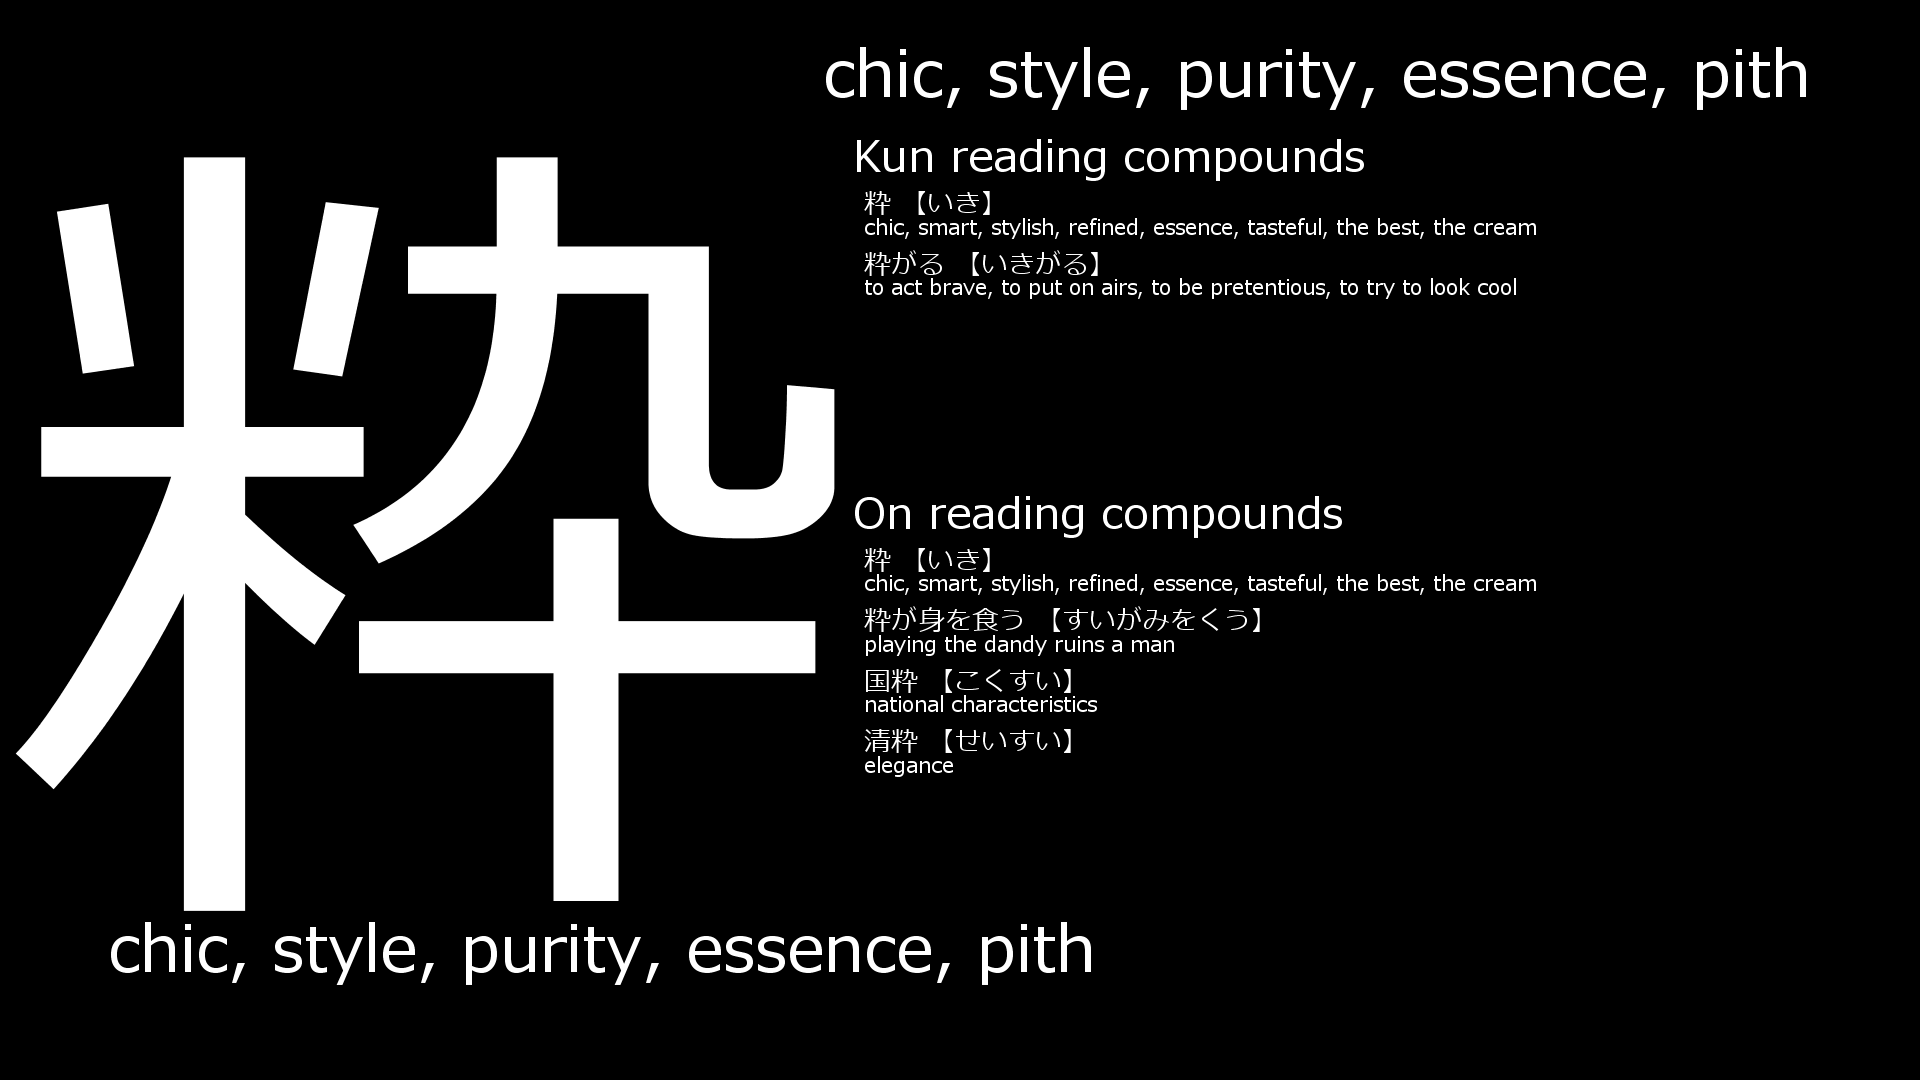 粋
chic, style, purity, essence, pith
Kun reading compounds
粋 【いき】
chic, smart, stylish, refined, essence, tasteful, the best, the cream
粋がる 【いきがる】
to act brave, to put on airs, to be pretentious, to try to look cool
On reading compounds
粋 【いき】
chic, smart, stylish, refined, essence, tasteful, the best, the cream
粋が身を食う 【すいがみをくう】
playing the dandy ruins a man
国粋 【こくすい】
national characteristics
清粋 【せいすい】
elegance
chic, style, purity, essence, pith